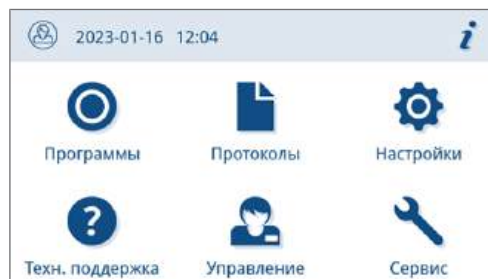 2023-01-16 12:04 i
Программы Протоколы Настройки
?
Техн. поддержка Управление Сервис